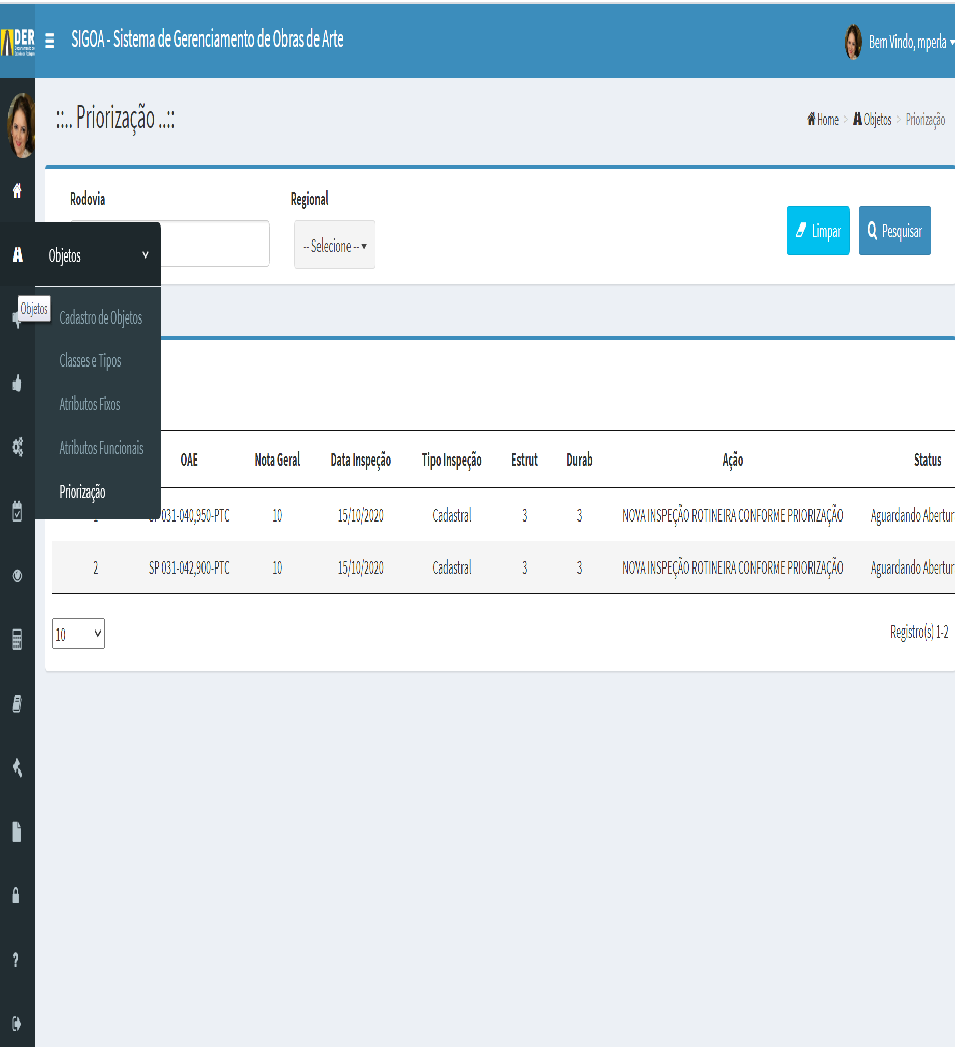 DER
SIGOA - Sistema de Gerenciamento de Obras de Arte
Bem Vindo, mperla
::... Priorização ..::
Home > Objetos > Priorização
Rodovia
Regional
-- Selecione --
Limpar
Pesquisar
Objetos
Objetos
Cadastro de Objetos
Classes e Tipos
Atributos Fixos
Atributos Funcionais
Priorização
OAE Nota Geral Data Inspeção Tipo Inspeção Estrut Durab Ação Status
SP 031-040,950-PTC 10 15/10/2020 Cadastral 3 3 NOVA INSPEÇÃO ROTINEIRA CONFORME PRIORIZAÇÃO Aguardando Abertur
2 SP 031-042,900-PTC 10 15/10/2020 Cadastral 3 3 NOVA INSPEÇÃO ROTINEIRA CONFORME PRIORIZAÇÃO Aguardando Abertur
10
Registro(s) 1-2